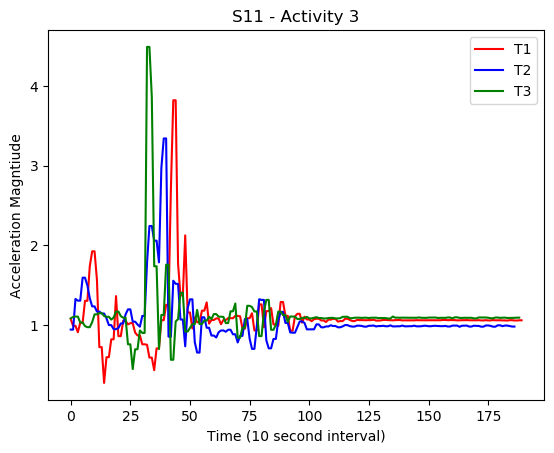 S11 - Activity 3
T1
T2
T3
4
3
2
1
Acceleration Magntiude
0
25
50
75
100
125
150
175
Time (10 second interval)